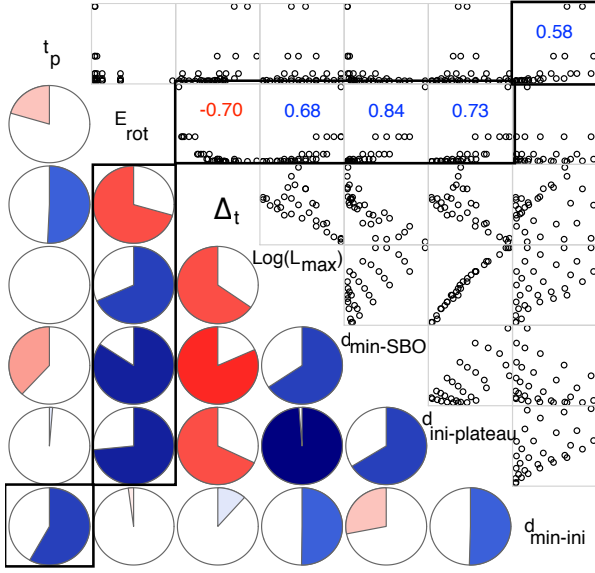 0.58
t_p
E_rot -0.70 0.68 0.84 0.73
Δ_t
Log(L_max)
d_min-SBO
d_ini-plateau
d_min-ini